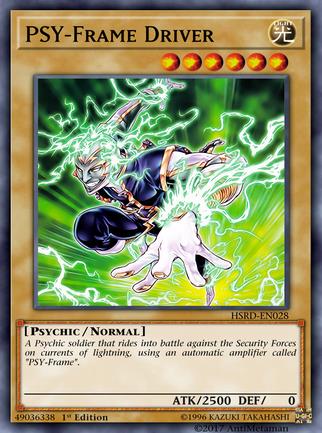 PSY-FRAME DRIVER
LIGHT
光
HSRD-EN028
[PSYCHIC / NORMAL]
A Psychic soldier that rides into battle against the Security Forces
on currents of lightning, using an automatic amplifier called
"PSY-Frame".
ATK/2500 DEF/ 0
49036338 1st Edition ©1996 KAZUKI TAKAHASHI
©2017 AntiMetaman